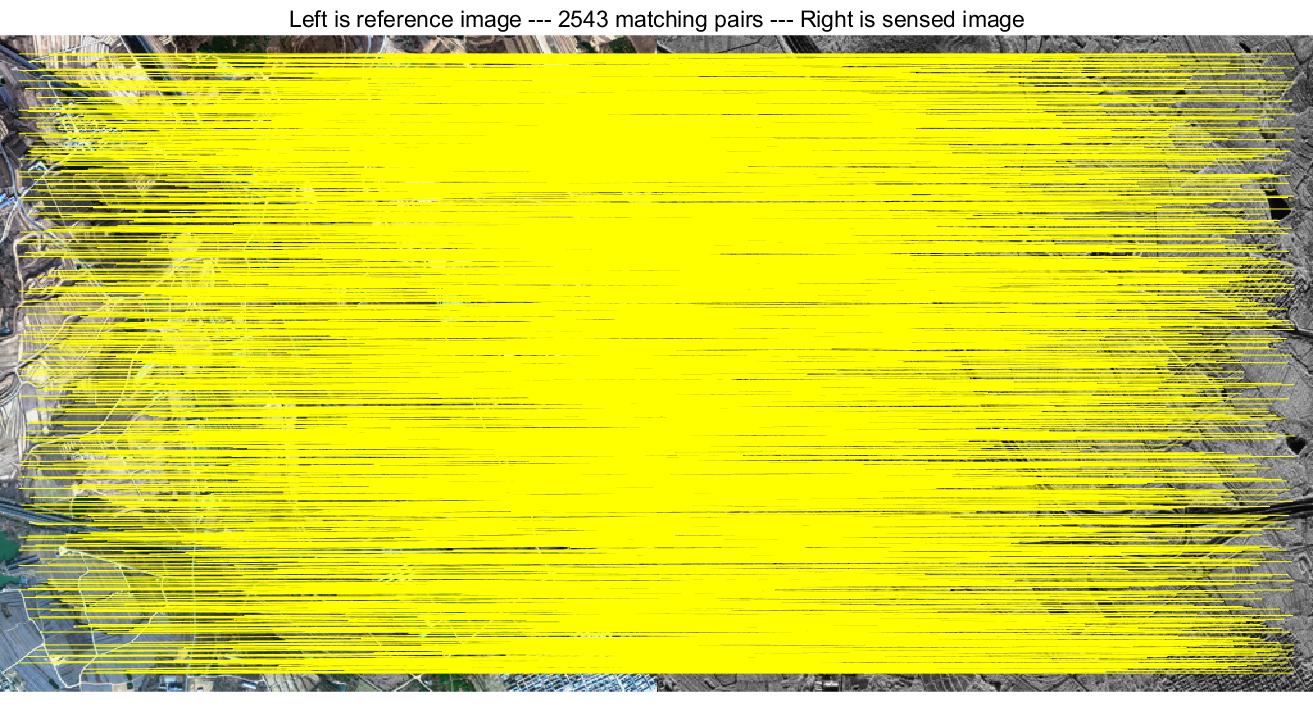 Left is reference image --- 2543 matching pairs --- Right is sensed image